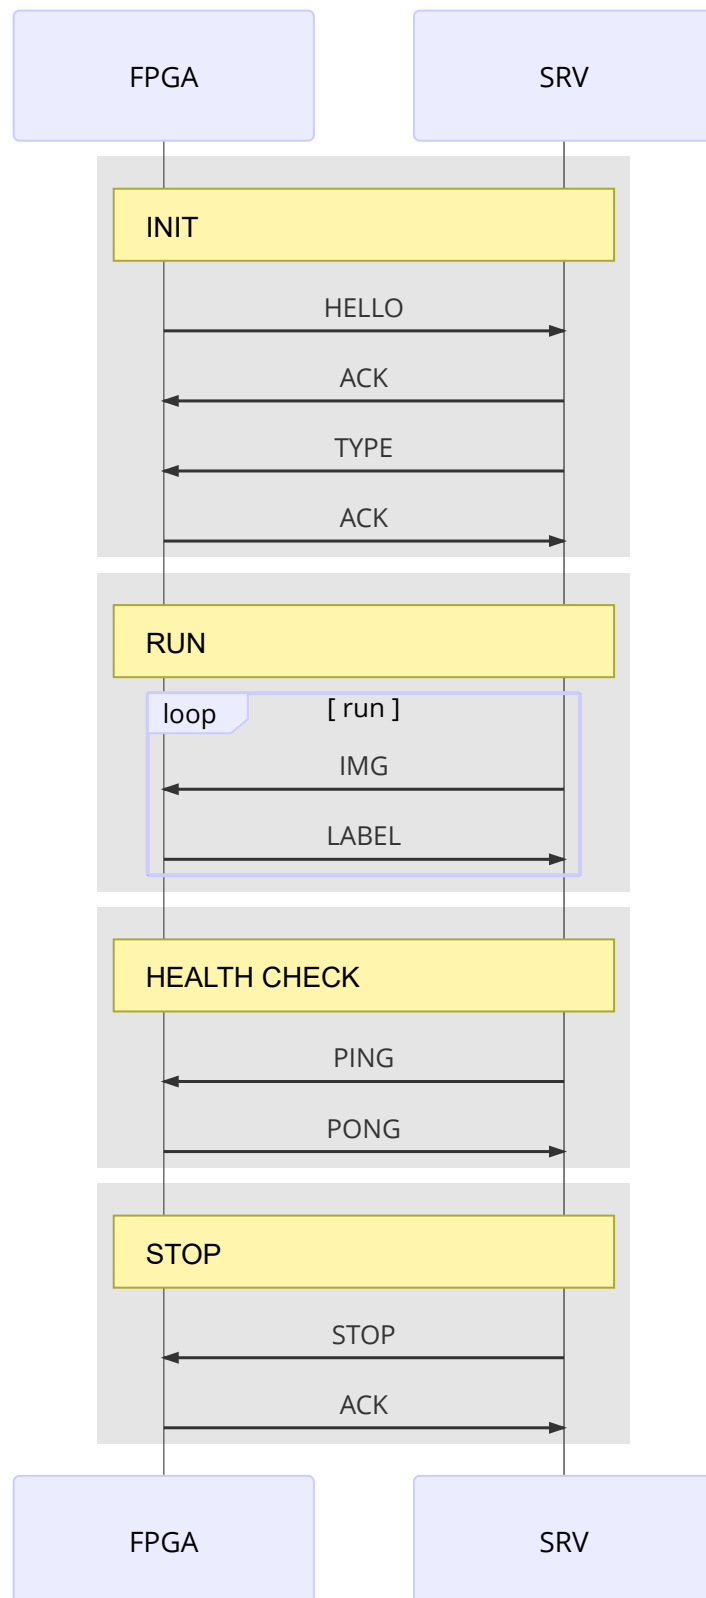 FPGA
SRV
INIT
HELLO
ACK
TYPE
ACK
RUN
loop
[ run ]
IMG
LABEL
HEALTH CHECK
PING
PONG
STOP
STOP
ACK
FPGA
SRV